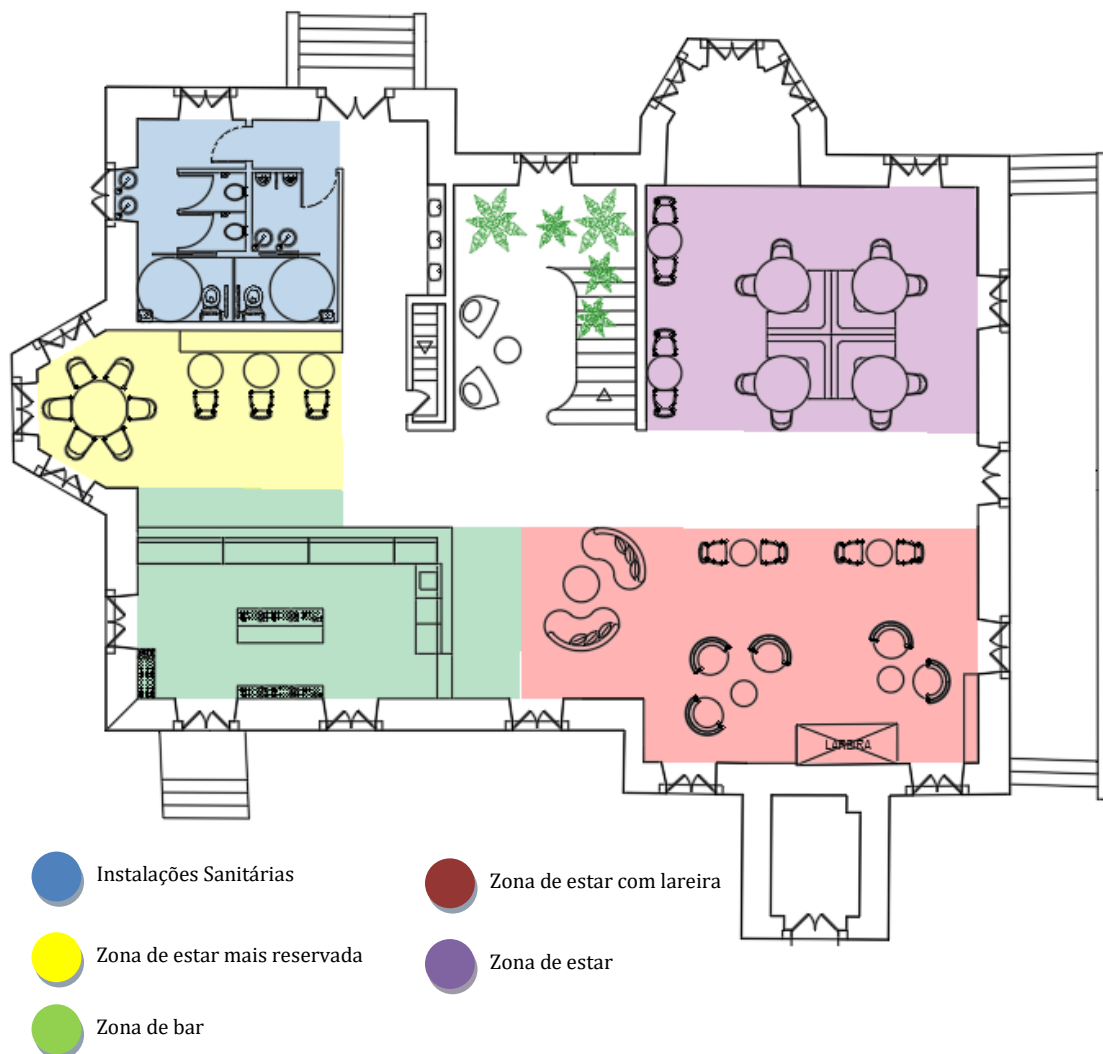 LAREIRA
Instalações Sanitárias
Zona de estar com lareira
Zona de estar mais reservada
Zona de estar
Zona de bar